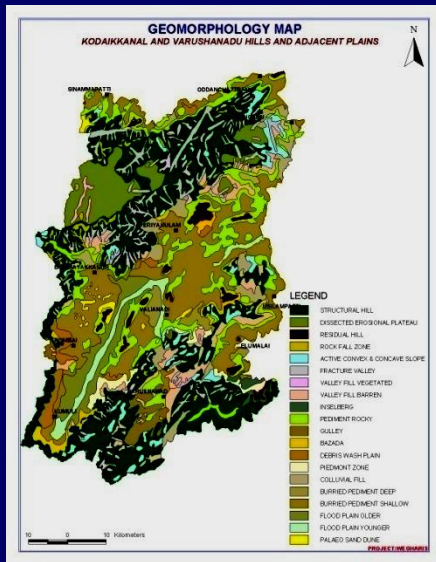 GEOMORPHOLOGY MAP
KODAIKKANAL AND VARUSHANADU HILLS AND ADJACENT PLAINS
N
SINAMMAPATTI
ELUMALAI
KUMULI
LEGEND
STRUCTURAL HILL
DISSECTED EROSIONAL PLATEAU
RESIDUAL HILL
ROCK FALL ZONE
ACTIVE CONVEX & CONCAVE SLOPE
FRACTURE VALLEY
VALLEY FILL VEGETATED
VALLEY FILL BARREN
INSELBERG
PEDIMENT ROCKY
GULLEY
BAZADA
DEBRIS WASH PLAIN
PIEDMONT ZONE
COLLUVIAL FILL
BURRIED PEDIMENT DEEP
BURRIED PEDIMENT SHALLOW
FLOOD PLAIN OLDER
FLOOD PLAIN YOUNGER
PALAEO SAND DUNE
10 0 10 Kilometers